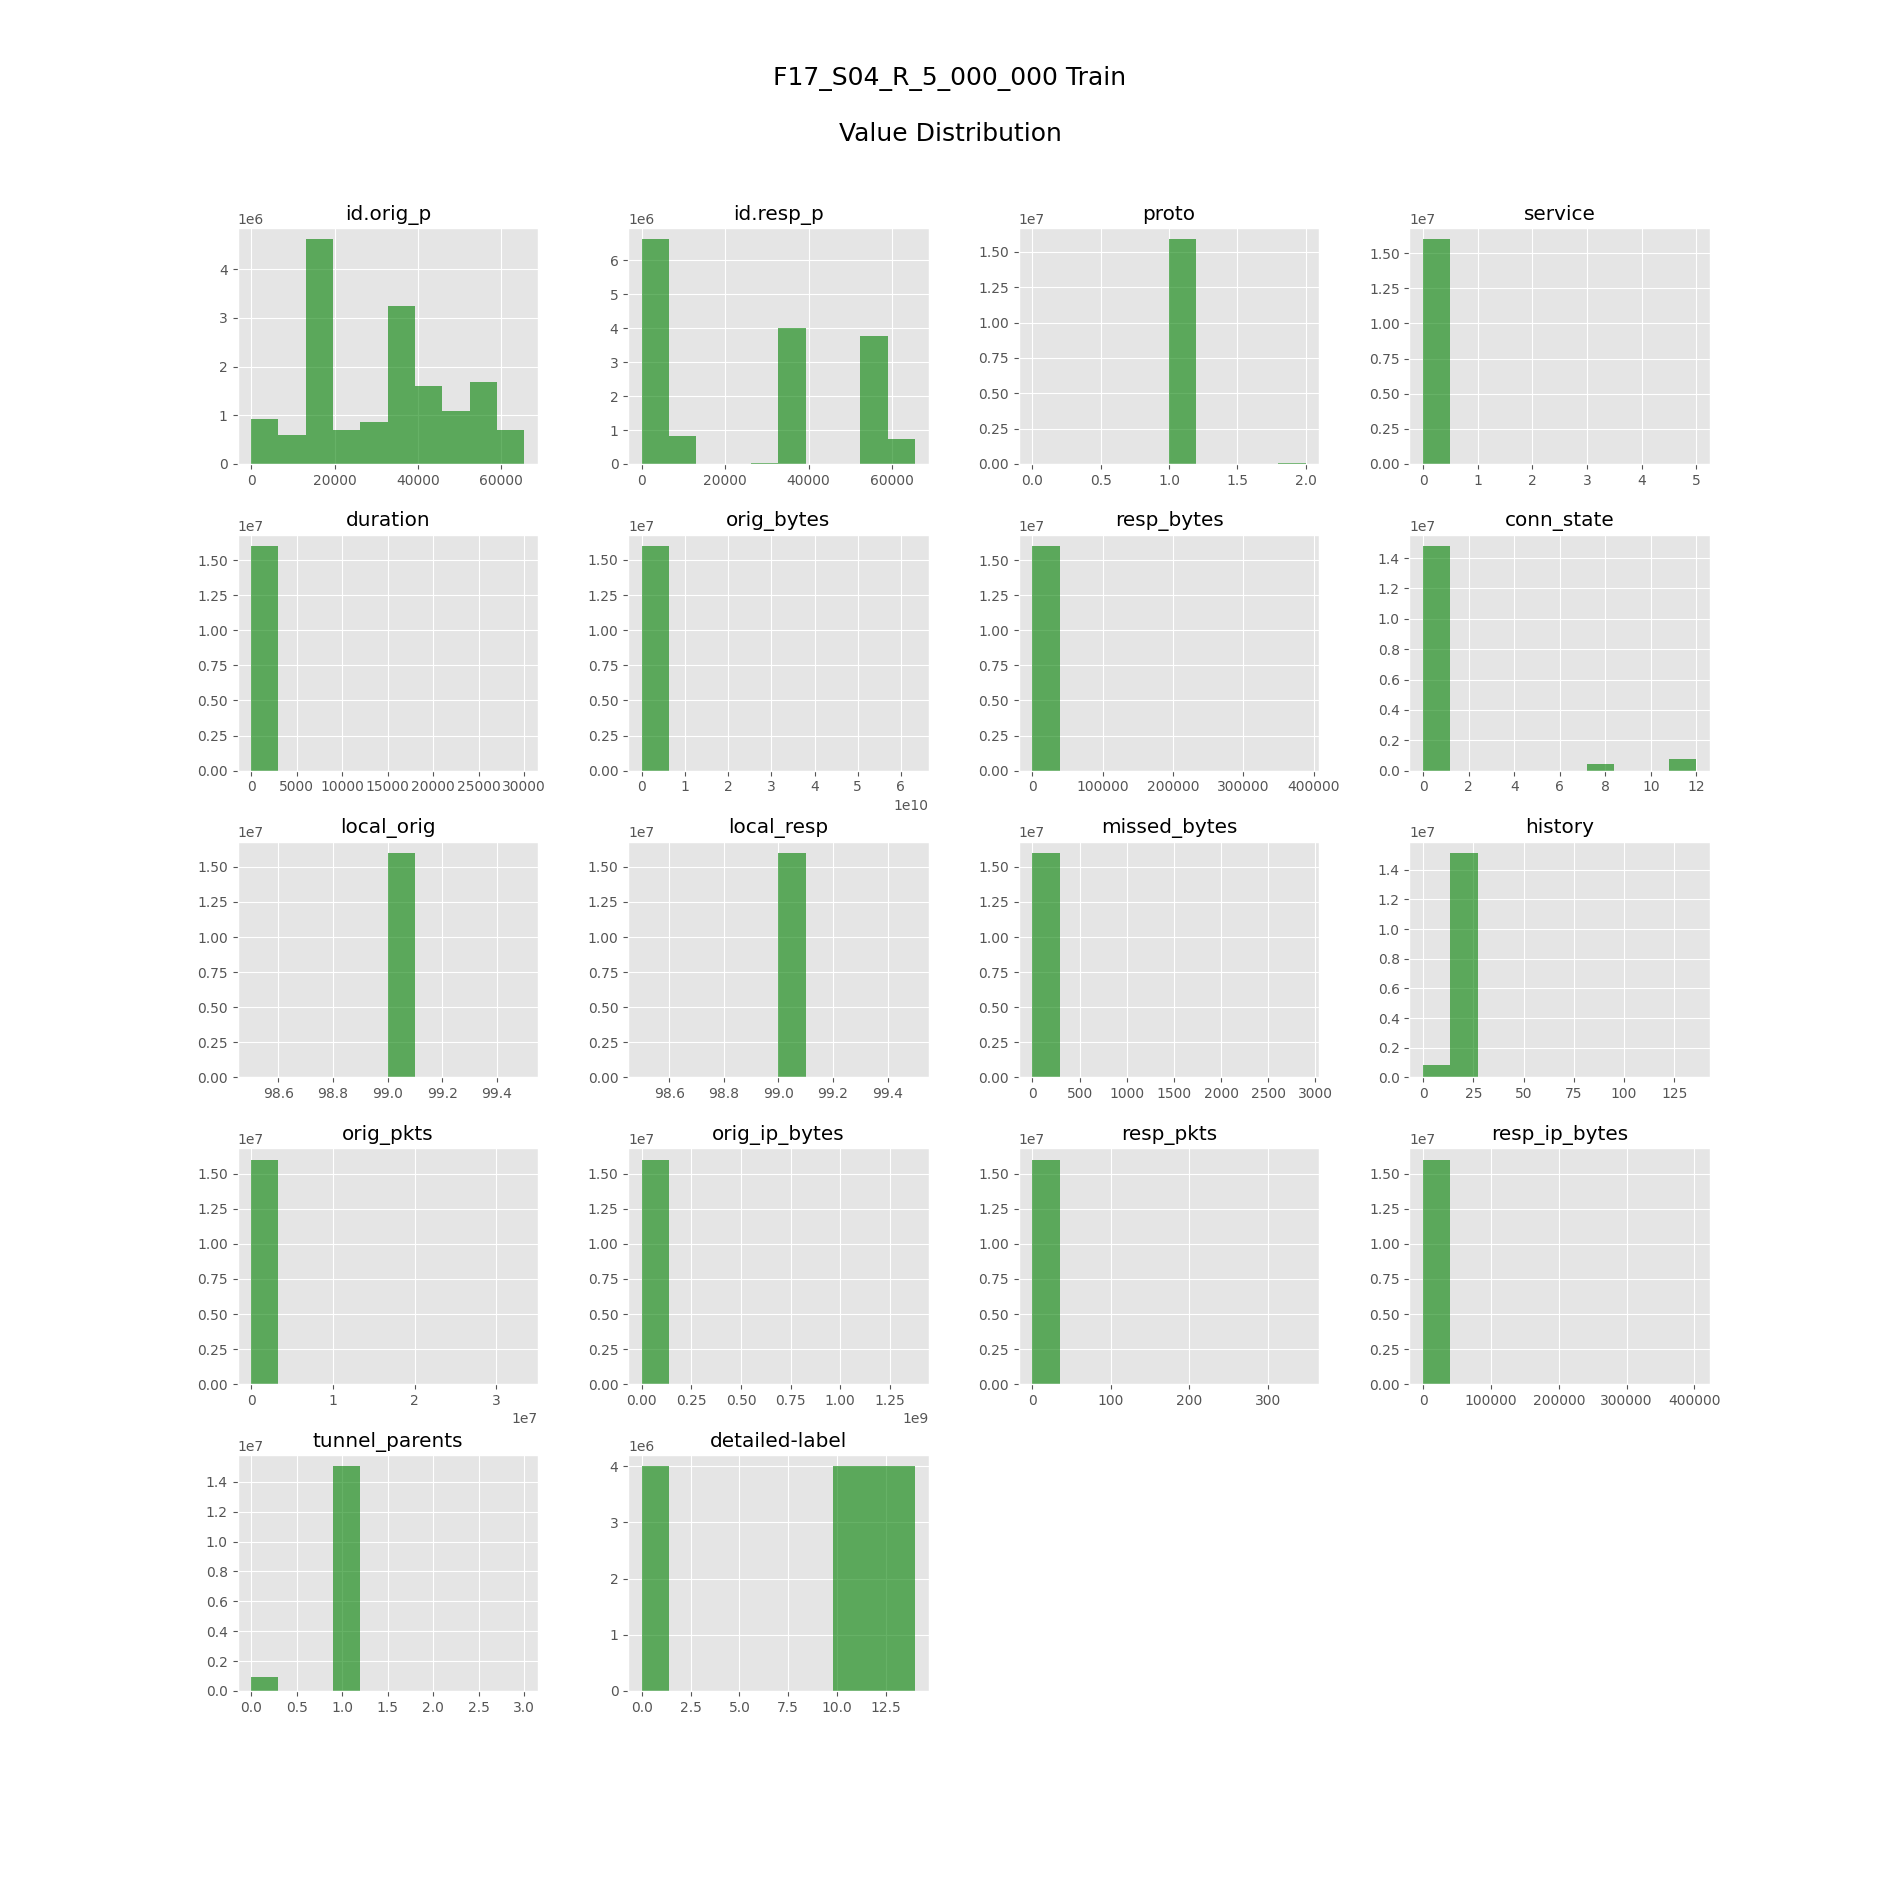 F17_S04_R_5_000_000 Train
Value Distribution
id.orig_p
1e6
4
3
2
1
0
0 20000 40000 60000
id.resp_p
1e6
6
5
4
3
2
1
0
0 20000 40000 60000
proto
1e7
1.50
1.25
1.00
0.75
0.50
0.25
0.00
0.0 0.5 1.0 1.5 2.0
service
1e7
1.50
1.25
1.00
0.75
0.50
0.25
0.00
0 1 2 3 4 5
duration
1e7
1.50
1.25
1.00
0.75
0.50
0.25
0.00
0 5000 10000 15000 20000 25000 30000
orig_bytes
1e7
1.50
1.25
1.00
0.75
0.50
0.25
0.00
0 1 2 3 4 5 6
1e10
resp_bytes
1e7
1.50
1.25
1.00
0.75
0.50
0.25
0.00
0 100000 200000 300000 400000
conn_state
1e7
1.4
1.2
1.0
0.8
0.6
0.4
0.2
0.0
0 2 4 6 8 10 12
local_orig
1e7
1.50
1.25
1.00
0.75
0.50
0.25
0.00
98.6 98.8 99.0 99.2 99.4
local_resp
1e7
1.50
1.25
1.00
0.75
0.50
0.25
0.00
98.6 98.8 99.0 99.2 99.4
missed_bytes
1e7
1.50
1.25
1.00
0.75
0.50
0.25
0.00
0 500 1000 1500 2000 2500 3000
history
1e7
1.4
1.2
1.0
0.8
0.6
0.4
0.2
0.0
0 25 50 75 100 125
orig_pkts
1e7
1.50
1.25
1.00
0.75
0.50
0.25
0.00
0 1 2 3
1e7
orig_ip_bytes
1e7
1.50
1.25
1.00
0.75
0.50
0.25
0.00
0.00 0.25 0.50 0.75 1.00 1.25
1e9
resp_pkts
1e7
1.50
1.25
1.00
0.75
0.50
0.25
0.00
0 100 200 300
resp_ip_bytes
1e7
1.50
1.25
1.00
0.75
0.50
0.25
0.00
0 100000 200000 300000 400000
tunnel_parents
1e7
1.4
1.2
1.0
0.8
0.6
0.4
0.2
0.0
0.0 0.5 1.0 1.5 2.0 2.5 3.0
detailed-label
1e6
4
3
2
1
0
0.0 2.5 5.0 7.5 10.0 12.5